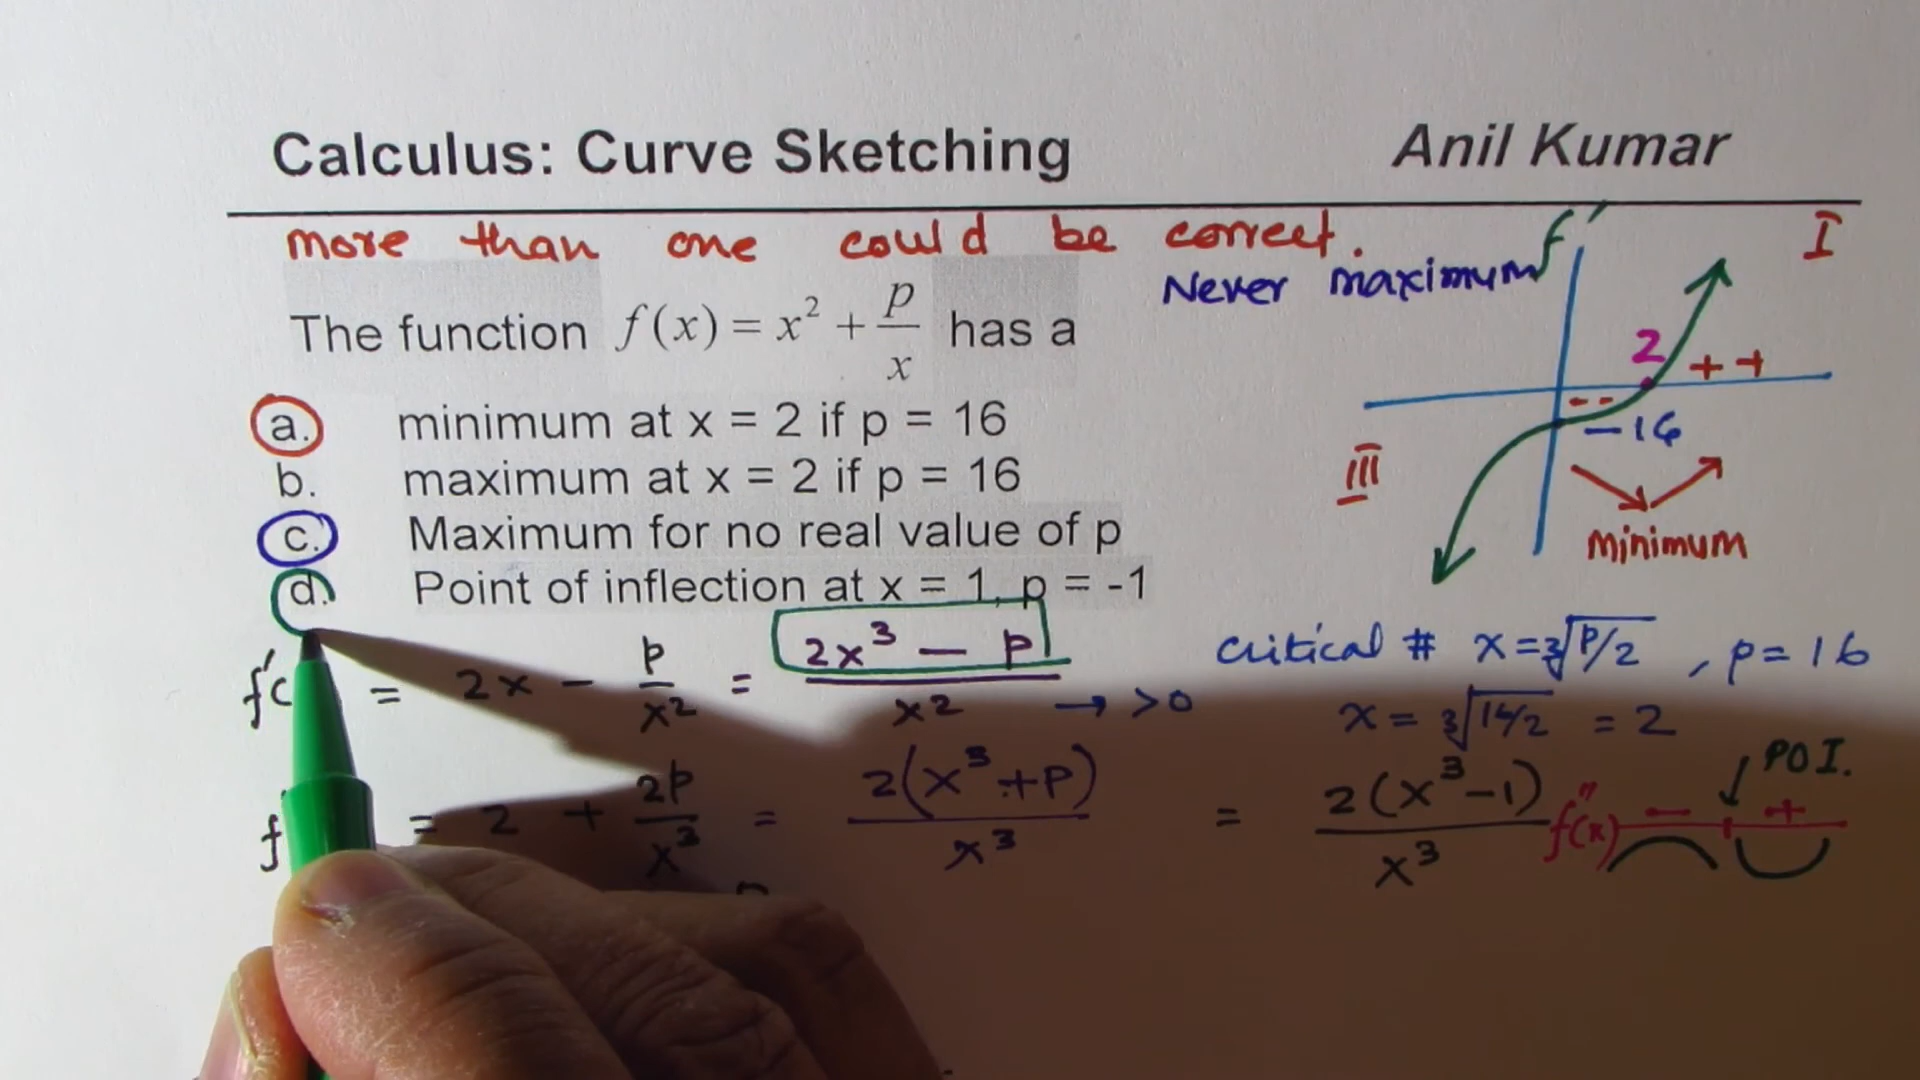 Calculus: Curve Sketching Anil Kumar
more than one could be correct.
Never maximum
f′
I
The function f(x) = x² + p/x has a
2
+ +
- -
-16
III
minimum
a. minimum at x = 2 if p = 16
b. maximum at x = 2 if p = 16
c. Maximum for no real value of p
d. Point of inflection at x = 1, p = -1
= 2x - p/x² = (2x³ - p)/x² → >0
critical # x = ∛(P/2), p = 16
x = ∛(16/2) = 2
= 2 + 2p/x³ = 2(x³+p)/x³ = 2(x³-1)/x³
f″(x) - +
POI.